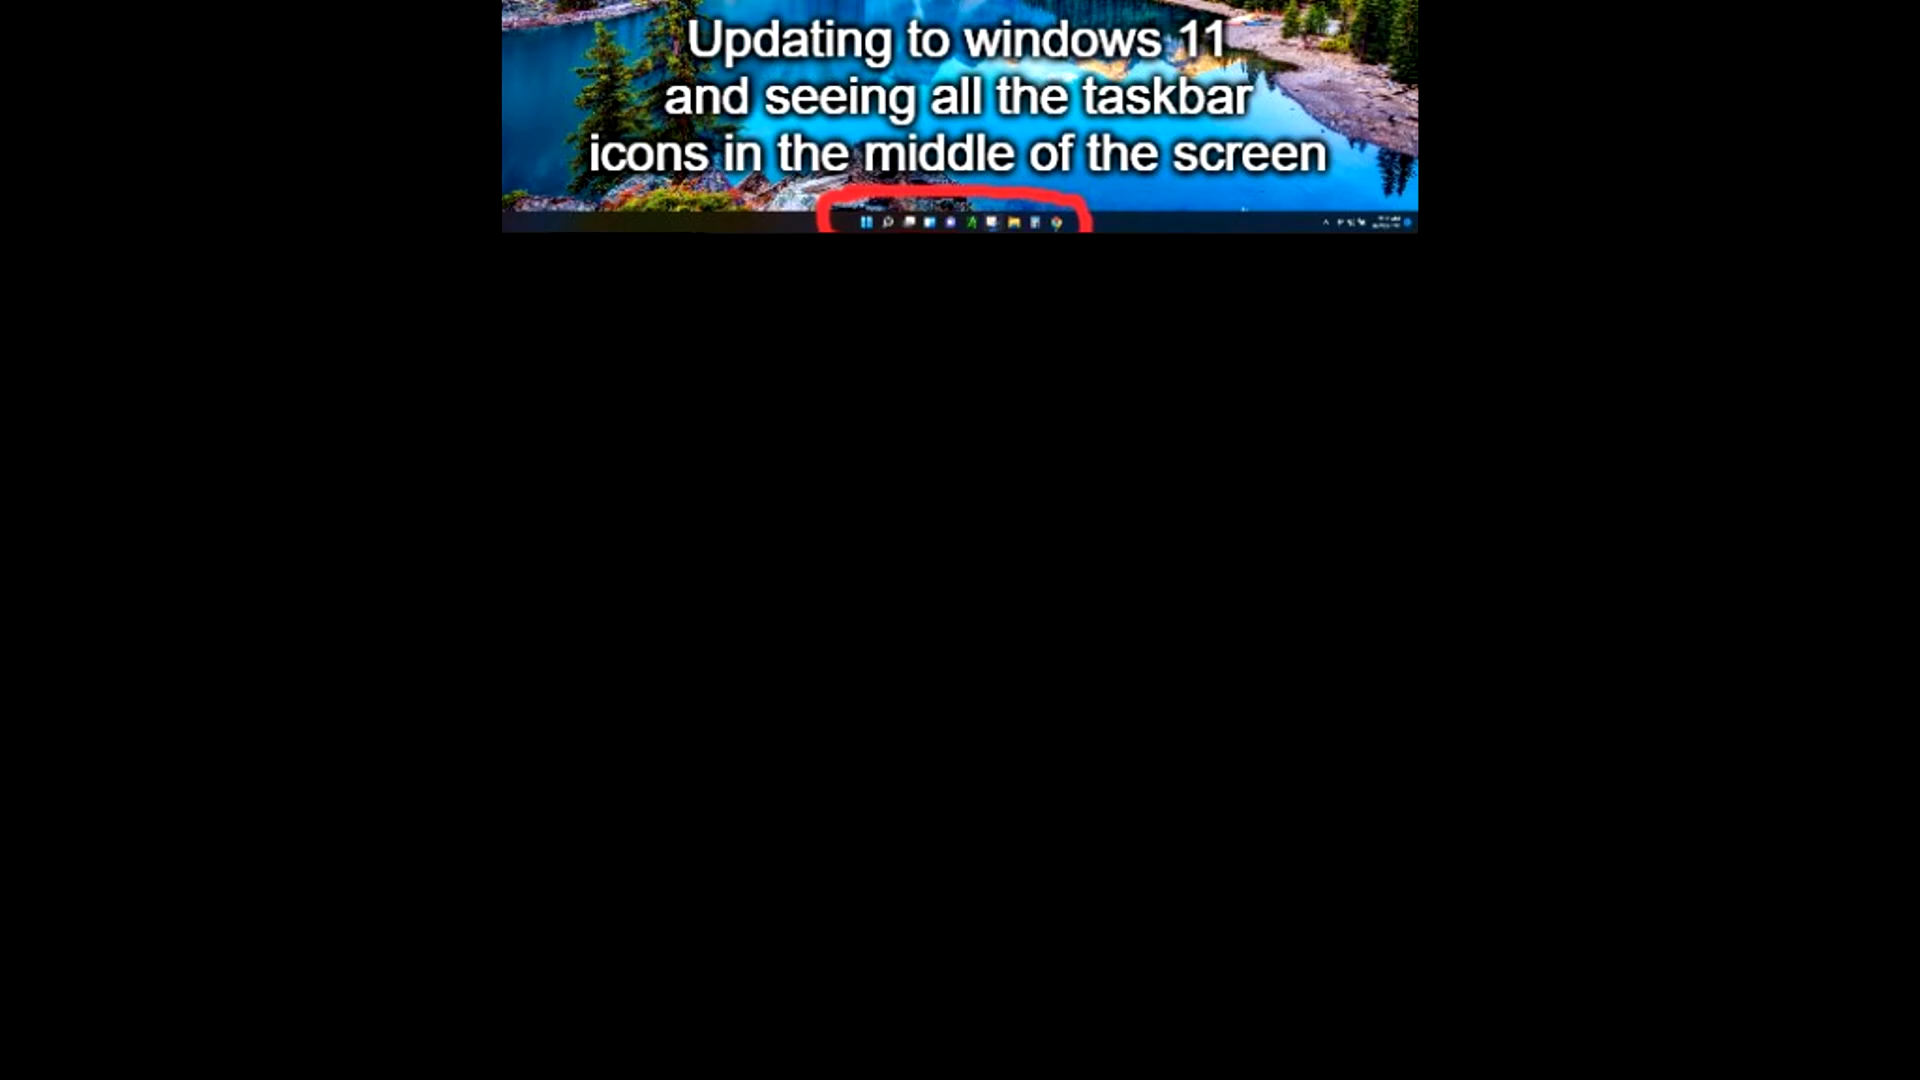 Updating to windows 11
and seeing all the taskbar
icons in the middle of the screen